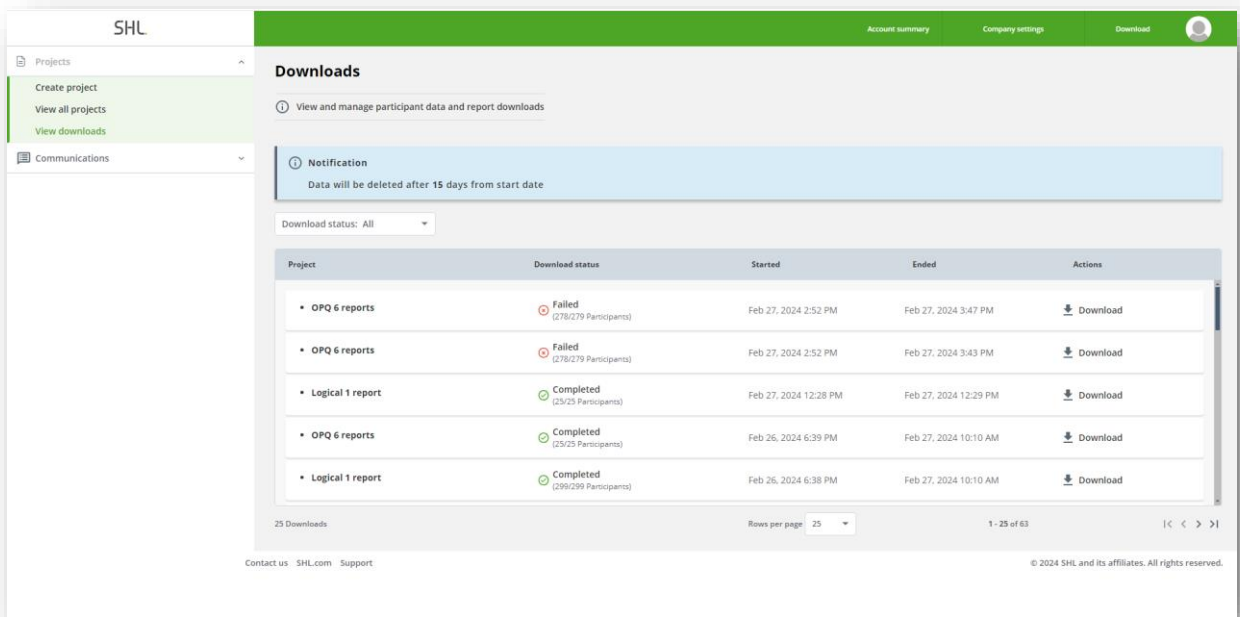 SHL.
Account summary Company settings Download
Projects
Create project
View all projects
View downloads
Communications
Downloads
View and manage participant data and report downloads
Notification
Data will be deleted after 15 days from start date
Download status: All
Project Download status Started Ended Actions
• OPQ 6 reports Failed Feb 27, 2024 2:52 PM Feb 27, 2024 3:47 PM Download
(278/279 Participants)
• OPQ 6 reports Failed Feb 27, 2024 2:52 PM Feb 27, 2024 3:43 PM Download
(278/279 Participants)
• Logical 1 report Completed Feb 27, 2024 12:28 PM Feb 27, 2024 12:29 PM Download
(25/25 Participants)
• OPQ 6 reports Completed Feb 26, 2024 6:39 PM Feb 27, 2024 10:10 AM Download
(25/25 Participants)
• Logical 1 report Completed Feb 26, 2024 6:38 PM Feb 27, 2024 10:10 AM Download
(299/299 Participants)
25 Downloads Rows per page 25 1 - 25 of 63
Contact us SHL.com Support © 2024 SHL and its affiliates. All rights reserved.